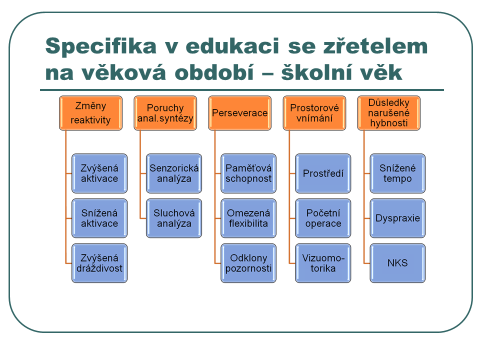 Specifika v edukaci se zřetelem
na věková období – školní věk
Změny
reaktivity
Zvýšená
aktivace
Snížená
aktivace
Zvýšená
dráždivost
Poruchy
anal.syntézy
Senzorická
analýza
Sluchová
analýza
Perseverace
Paměťová
schopnost
Omezená
flexibilita
Odklony
pozornosti
Prostorové
vnímání
Prostředí
Početní
operace
Vizuomo-
torika
Důsledky
narušené
hybnosti
Snížené
tempo
Dyspraxie
NKS